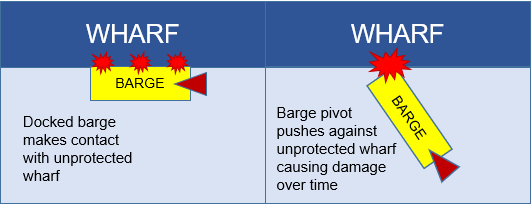 WHARF
BARGE
Docked barge
makes contact
with unprotected
wharf
WHARF
BARGE
Barge pivot
pushes against
unprotected wharf
causing damage
over time